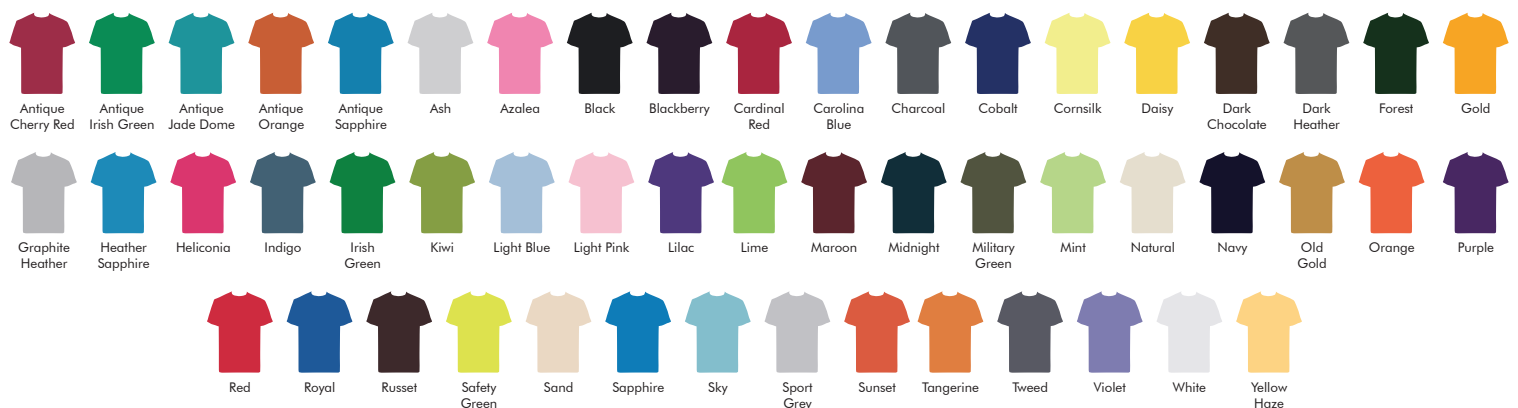 Antique Cherry Red
Antique Irish Green
Antique Jade Dome
Antique Orange
Antique Sapphire
Ash
Azalea
Black
Blackberry
Cardinal Red
Carolina Blue
Charcoal
Cobalt
Cornsilk
Daisy
Dark Chocolate
Dark Heather
Forest
Gold
Graphite Heather
Heather Sapphire
Heliconia
Indigo
Irish Green
Kiwi
Light Blue
Light Pink
Lilac
Lime
Maroon
Midnight
Military Green
Mint
Natural
Navy
Old Gold
Orange
Purple
Red
Royal
Russet
Safety Green
Sand
Sapphire
Sky
Sport Grey
Sunset
Tangerine
Tweed
Violet
White
Yellow Haze